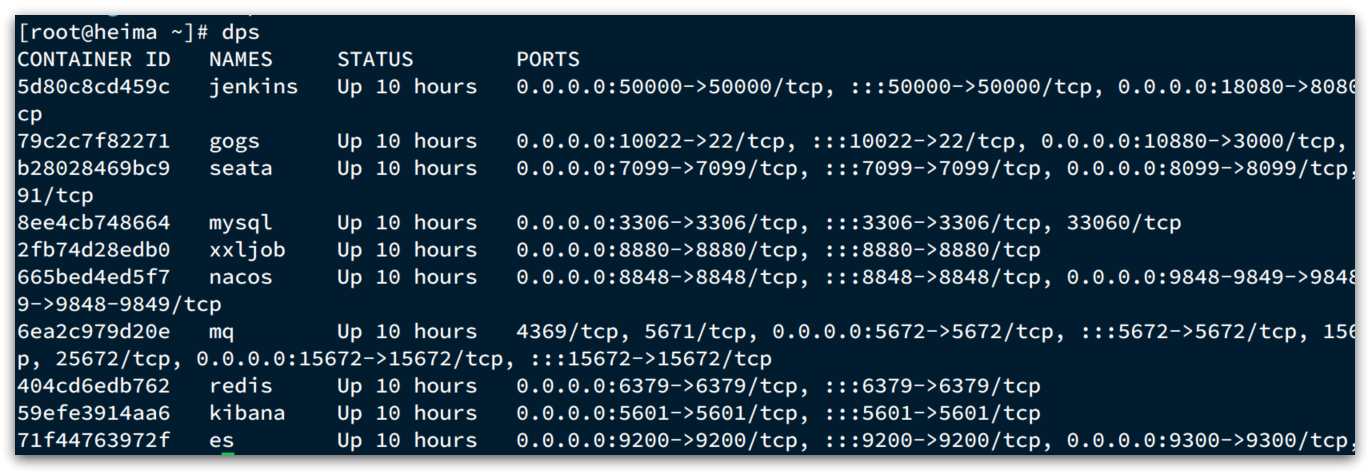 [root@heima ~]# dps
CONTAINER ID   NAMES     STATUS        PORTS
5d80c8cd459c   jenkins   Up 10 hours   0.0.0.0:50000->50000/tcp, :::50000->50000/tcp, 0.0.0.0:18080->8080
cp
79c2c7f82271   gogs      Up 10 hours   0.0.0.0:10022->22/tcp, :::10022->22/tcp, 0.0.0.0:10880->3000/tcp,
b28028469bc9   seata     Up 10 hours   0.0.0.0:7099->7099/tcp, :::7099->7099/tcp, 0.0.0.0:8099->8099/tcp,
91/tcp
8ee4cb748664   mysql     Up 10 hours   0.0.0.0:3306->3306/tcp, :::3306->3306/tcp, 33060/tcp
2fb74d28edb0   xxljob    Up 10 hours   0.0.0.0:8880->8880/tcp, :::8880->8880/tcp
665bed4ed5f7   nacos     Up 10 hours   0.0.0.0:8848->8848/tcp, :::8848->8848/tcp, 0.0.0.0:9848-9849->9848
9->9848-9849/tcp
6ea2c979d20e   mq        Up 10 hours   4369/tcp, 5671/tcp, 0.0.0.0:5672->5672/tcp, :::5672->5672/tcp, 156
p, 25672/tcp, 0.0.0.0:15672->15672/tcp, :::15672->15672/tcp
404cd6edb762   redis     Up 10 hours   0.0.0.0:6379->6379/tcp, :::6379->6379/tcp
59efe3914aa6   kibana    Up 10 hours   0.0.0.0:5601->5601/tcp, :::5601->5601/tcp
71f44763972f   es        Up 10 hours   0.0.0.0:9200->9200/tcp, :::9200->9200/tcp, 0.0.0.0:9300->9300/tcp,